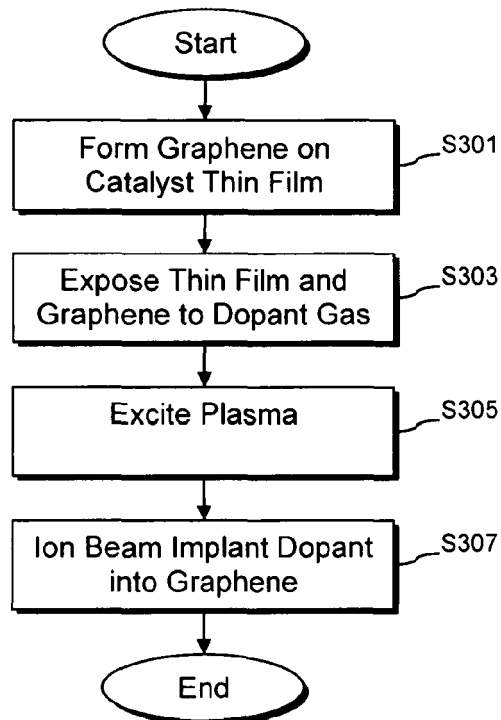 Start
Form Graphene on
Catalyst Thin Film
S301
Expose Thin Film and
Graphene to Dopant Gas
S303
Excite Plasma
S305
Ion Beam Implant Dopant
into Graphene
S307
End